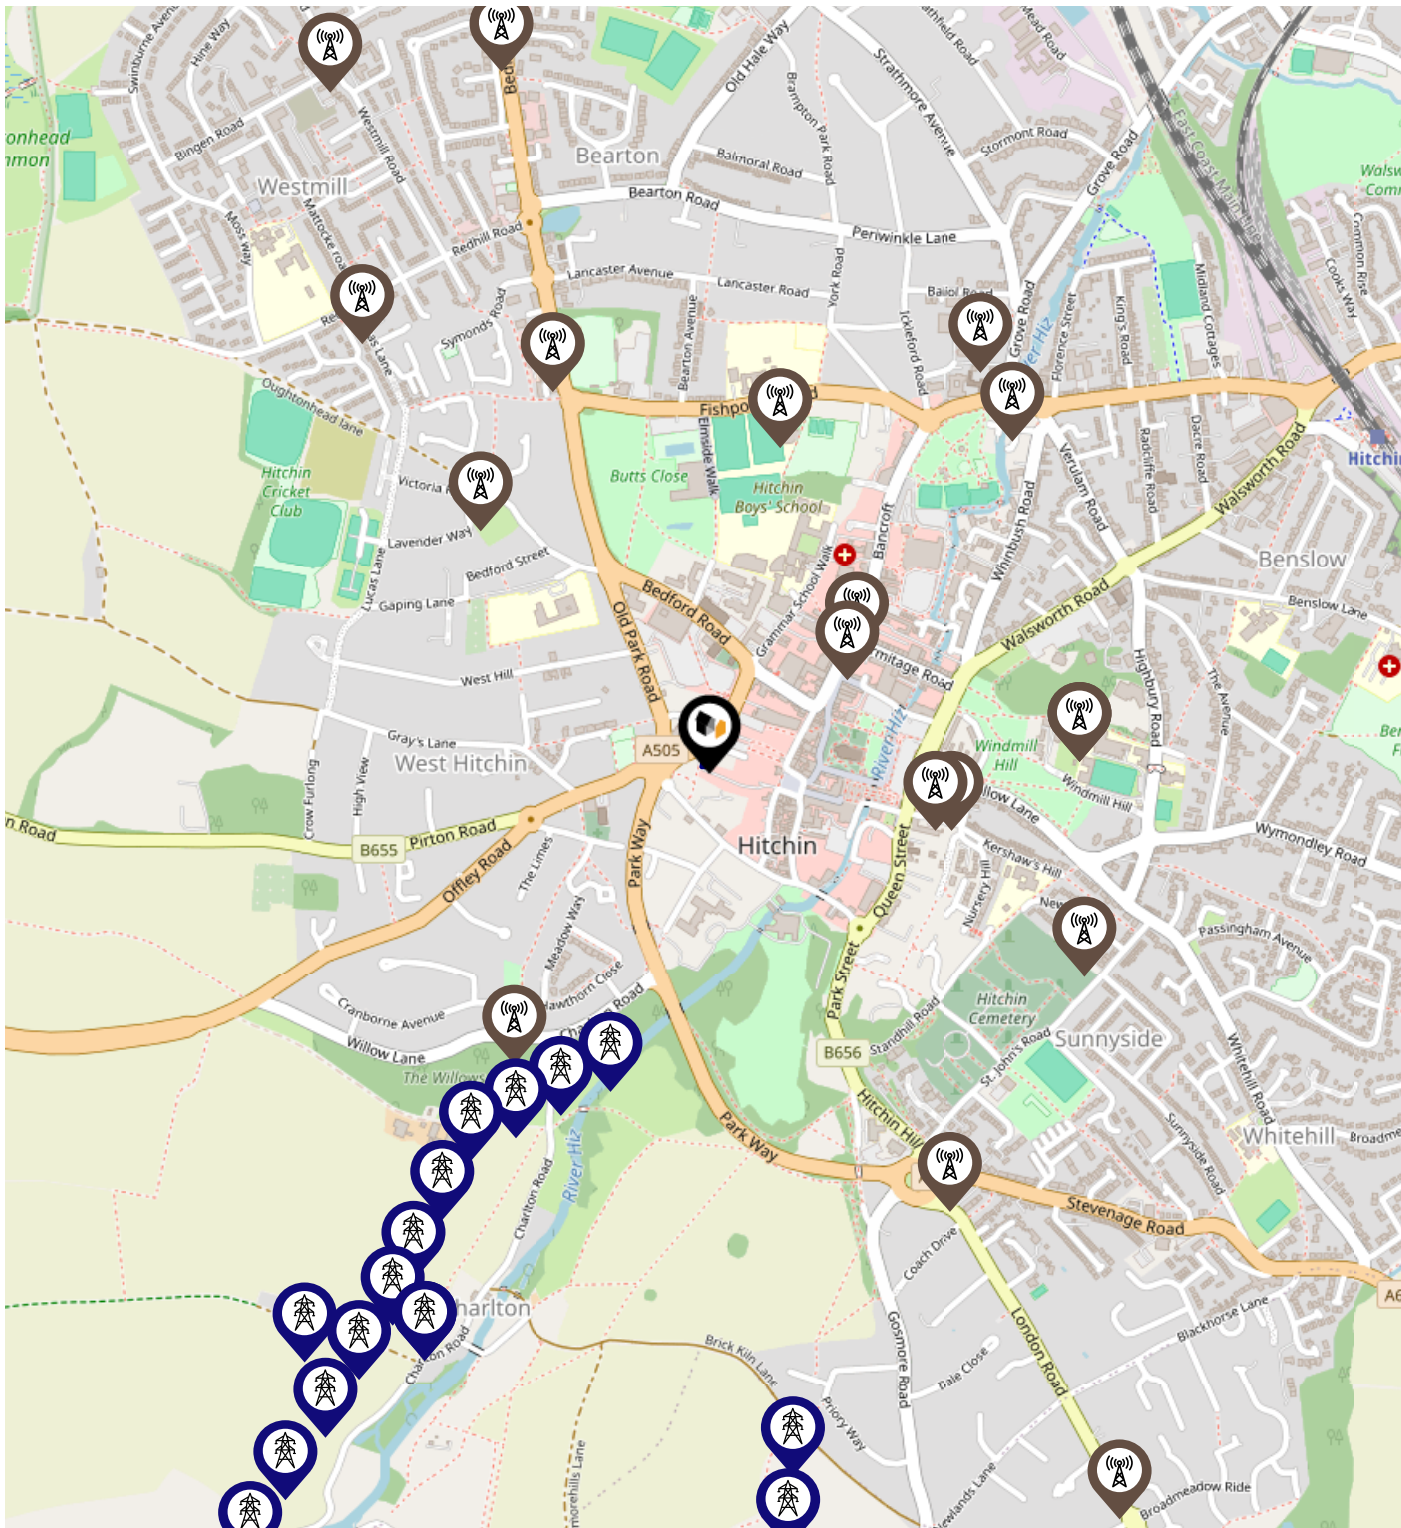 Swinburne Avenue
Hine Way
Old Hale Way
Strathmore Avenue
Mead Road
Brampton Park Road
Stormont Road
East Coast Main Line
Grove Road
Bingen Road
Westmill Road
Bearton
Balmoral Road
Westmill
Mattocke road
Moss way
Redhill Road
Bearton Road
Periwinkle Lane
Lancaster Avenue
Lancaster Road
York Road
Common Rise
Cooks Way
Midland Cottages
King's Road
Florence Street
Grove Road
Ickleford Road
Bearton Avenue
Symonds Road
Oughtonhead lane
Elmside Walk
Hitchin
Cricket
Club
Butts Close
Hitchin
Boys' School
Verulam Road
Radcliffe Road
Dacre Road
Walsworth Road
Lavender Way
Bedford Street
Lucas Lane
Gaping Lane
Bancroft
Whinbush Road
Grammar School Walk
Benslow
Benslow Lane
Bedford Road
Old Park Road
Walsworth Road
Highbury Road
The Avenue
West Hill
Gray's Lane
West Hitchin
High View
Crow Furlong
A505
River Hiz
Windmill
Hill
Windmill Hill
Pirton Road
B655
Offley Road
The Limes
Park Way
Hitchin
Queen Street
Kershaw's Hill
Nursery Hill
Wymondley Road
Passingham Avenue
Meadow Way
Hawthorn Close
Park Street
Hitchin
Cemetery
Standhill Road
St. John's Road
Sunnyside
Cranborne Avenue
Willow Lane
The Willows
B656
Whitehill Road
Hitchin Hill
Park Way
Sunnyside Road
Whitehill
River Hiz
Charlton Road
Stevenage Road
Coach Drive
Charlton Road
Brick Kiln Lane
Gosmore Road
Dale Close
London Road
Blackhorse Lane
Priory Way
Broadmeadow Ride